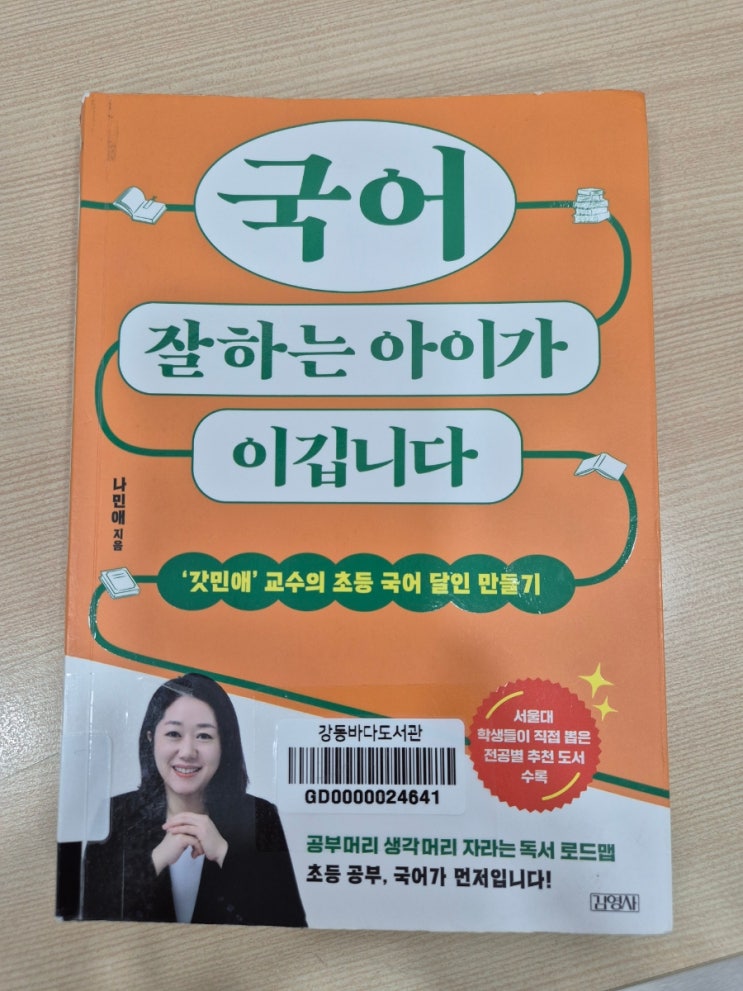 국어
잘하는 아이가
이깁니다
나민애 지음
'갓민애' 교수의 초등 국어 달인 만들기
서울대
학생들이 직접 뽑은
전공별 추천 도서
수록
강동바다도서관
GD0000024641
공부머리 생각머리 자라는 독서 로드맵
초등 공부, 국어가 먼저입니다!
김영사